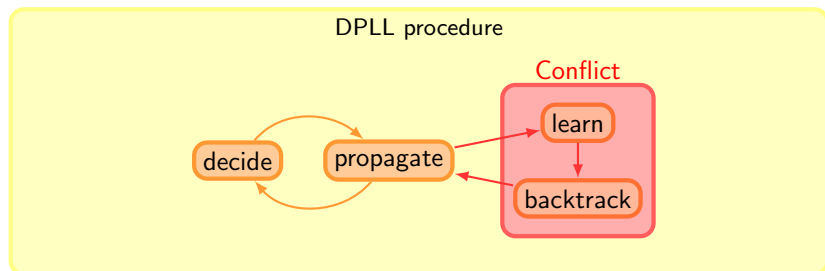 DPLL procedure
Conflict
learn
decide
propagate
backtrack